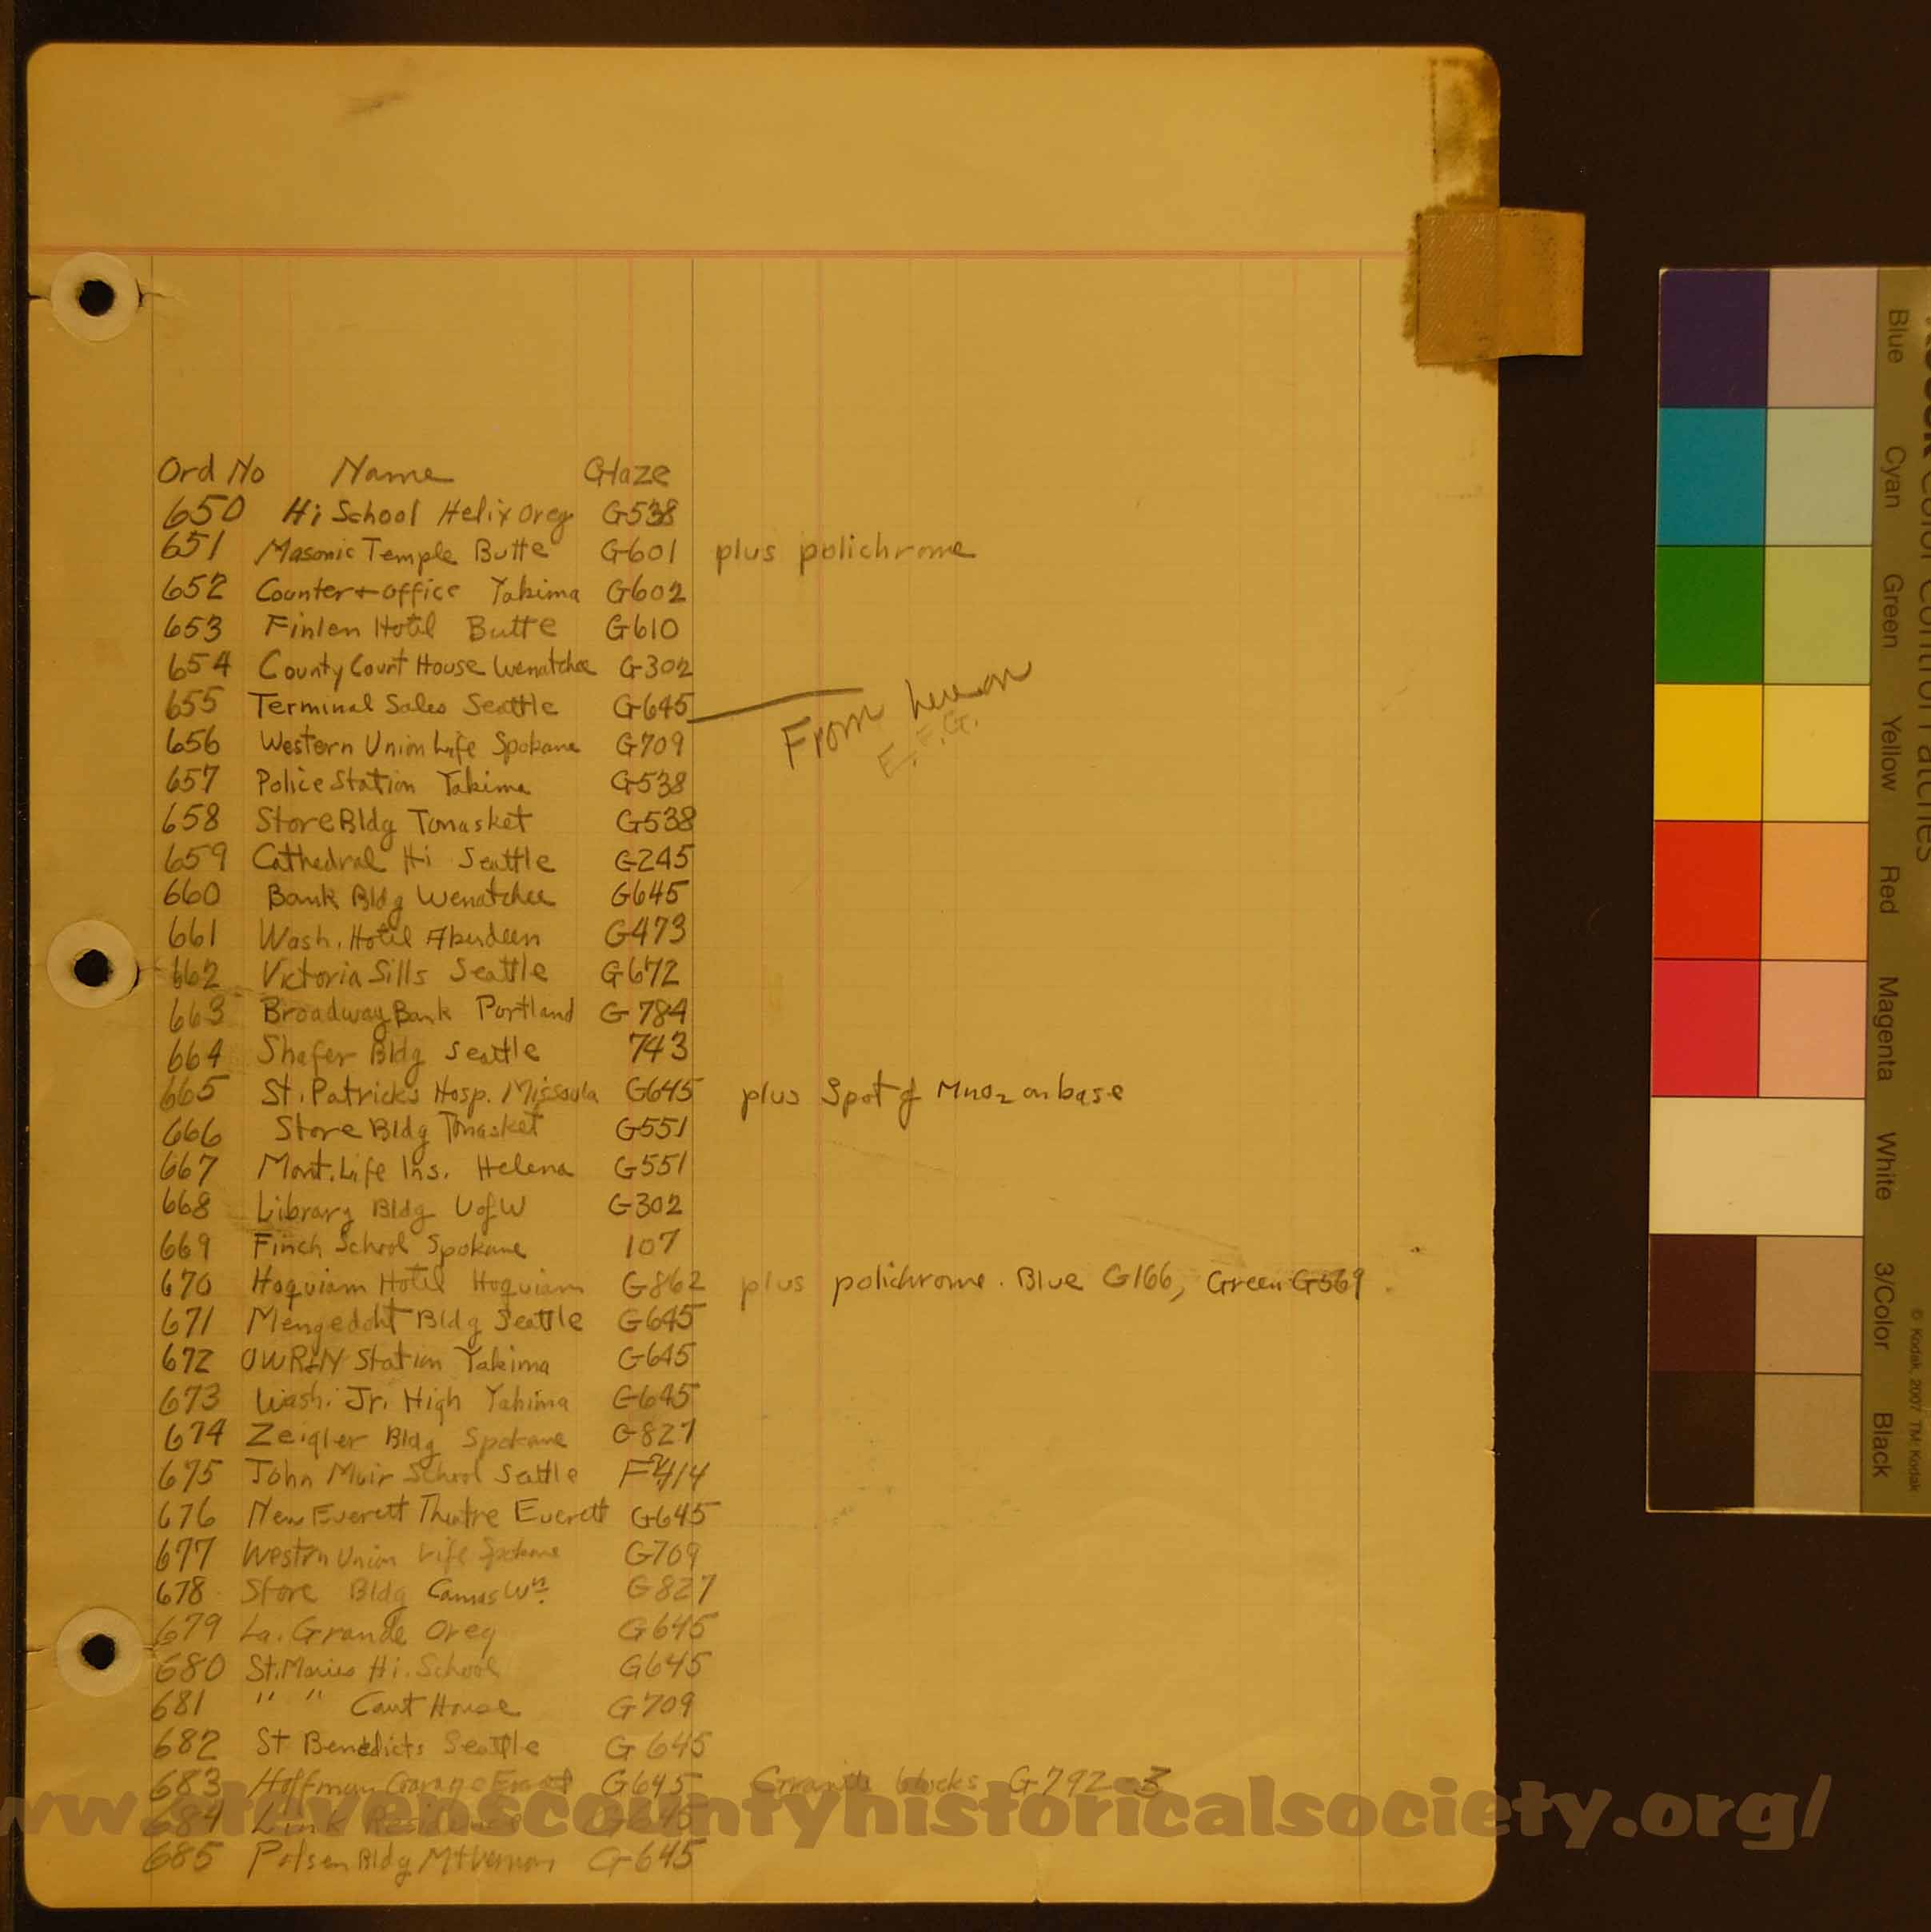 Ord No Name Glaze
650 Hi School Helix Oreg G538
651 Masonic Temple Butte G601 plus polichrome
652 Counter + office Yakima G602
653 Finlen Hotel Butte G610
654 County Court House Wenatchee G302
655 Terminal Sales Seattle G645
From here on
E.F.G.
656 Western Union Life Spokane G709
657 Police Station Yakima G538
658 Store Bldg Tonasket G538
659 Cathedral Hi Seattle G245
660 Bank Bldg Wenatchee G645
661 Wash. Hotel Aberdeen G473
662 Victoria Sills Seattle G672
663 Broadway Bank Portland G784
664 Shafer Bldg Seattle 743
665 St. Patricks Hosp. Missoula G645 plus Spot of MnO2 on base
666 Store Bldg Tonasket G551
667 Mont. Life Ins. Helena G551
668 Library Bldg U of W G302
669 Finch School Spokane 107
670 Hoquiam Hotel Hoquiam G862 plus polichrome. Blue G166, Green G569.
671 Mengedoht Bldg Seattle G645
672 OWR&N Station Yakima G645
673 Wash. Jr. High Yakima G645
674 Zeigler Bldg Spokane G827
675 John Muir School Seattle
676 New Everett Theatre Everett G645
677 Westrn Union Life Spokane G709
678 Store Bldg Camas Wn. G827
679 La. Grande Oreg G645
680 St. Maries Hi. School G645
681 " " Court House G709
682 St Benedicts Seattle G645
683 Hoffman Garage G645 Granite blocks G792-3
684 Link Residence G645
685 Polsen Bldg Mt Vernon G645
www.stevenscountyhistoricalsociety.org/
Blue Cyan Green Yellow Red Magenta White 3/Color Black
© Kodak, 2007 TM: Kodak